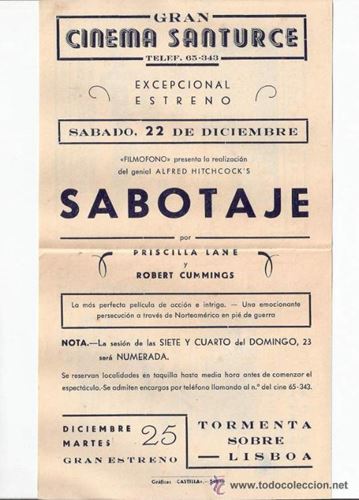 GRAN
CINEMA SANTURCE
TELEF. 65-343
EXCEPCIONAL
ESTRENO
SABADO, 22 DE DICIEMBRE
«FILMOFONO» presenta la realización
del genial ALFRED HITCHCOCK'S
SABOTAJE
por
PRISCILLA LANE
y
ROBERT CUMMINGS
La más perfecta película de acción e intriga. — Una emocionante
persecución a través de Norteamérica en pié de guerra
NOTA.—La sesión de las SIETE Y CUARTO del DOMINGO, 23
será NUMERADA.
Se reservan localidades en taquilla hasta media hora antes de comenzar el
espectáculo.-Se admiten encargos por teléfono llamando al n.º del cine 65-343.
DICIEMBRE
MARTES 25
GRAN ESTRENO
TORMENTA
SOBRE
LISBOA
Gráficas CASTILLA.-
www.todocoleccion.net